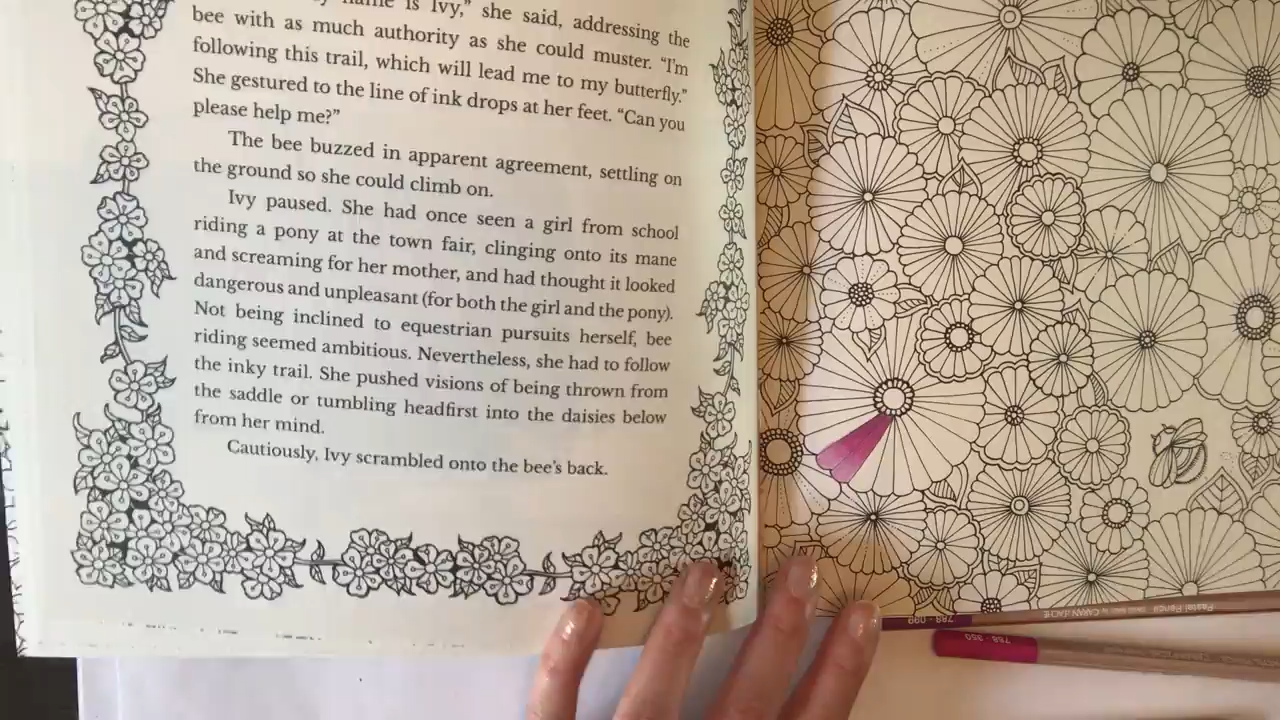 name is Ivy,” she said, addressing the
bee with as much authority as she could muster. “I’m
following this trail, which will lead me to my butterfly.”
She gestured to the line of ink drops at her feet. “Can you
please help me?”
The bee buzzed in apparent agreement, settling on
the ground so she could climb on.
Ivy paused. She had once seen a girl from school
riding a pony at the town fair, clinging onto its mane
and screaming for her mother, and had thought it looked
dangerous and unpleasant (for both the girl and the pony).
Not being inclined to equestrian pursuits herself, bee
riding seemed ambitious. Nevertheless, she had to follow
the inky trail. She pushed visions of being thrown from
the saddle or tumbling headfirst into the daisies below
from her mind.
Cautiously, Ivy scrambled onto the bee’s back.
788 - 099
Pastel Pencil
CARAN d'ACHE
788 - 350